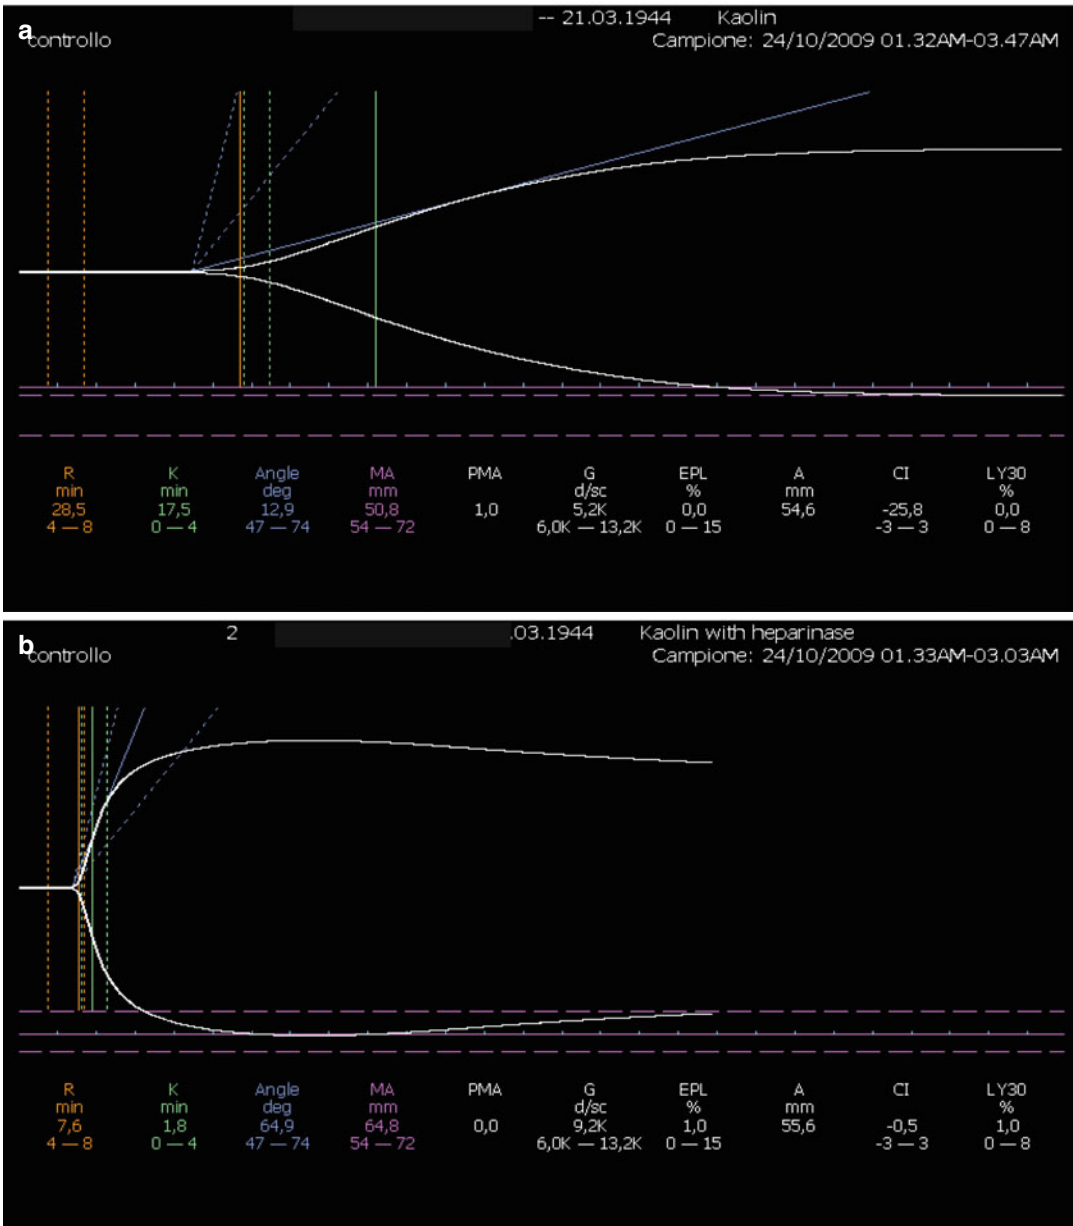 a
-- 21.03.1944 Kaolin
controllo
Campione: 24/10/2009 01.32AM-03.47AM
R K Angle MA PMA G EPL A CI LY30
min min deg mm d/sc % mm %
28,5 17,5 12,9 50,8 1,0 5,2K 0,0 54,6 -25,8 0,0
4 — 8 0 — 4 47 — 74 54 — 72 6,0K — 13,2K 0 — 15 -3 — 3 0 — 8
b
2 .03.1944 Kaolin with heparinase
controllo
Campione: 24/10/2009 01.33AM-03.03AM
R K Angle MA PMA G EPL A CI LY30
min min deg mm d/sc % mm %
7,6 1,8 64,9 64,8 0,0 9,2K 1,0 55,6 -0,5 1,0
4 — 8 0 — 4 47 — 74 54 — 72 6,0K — 13,2K 0 — 15 -3 — 3 0 — 8